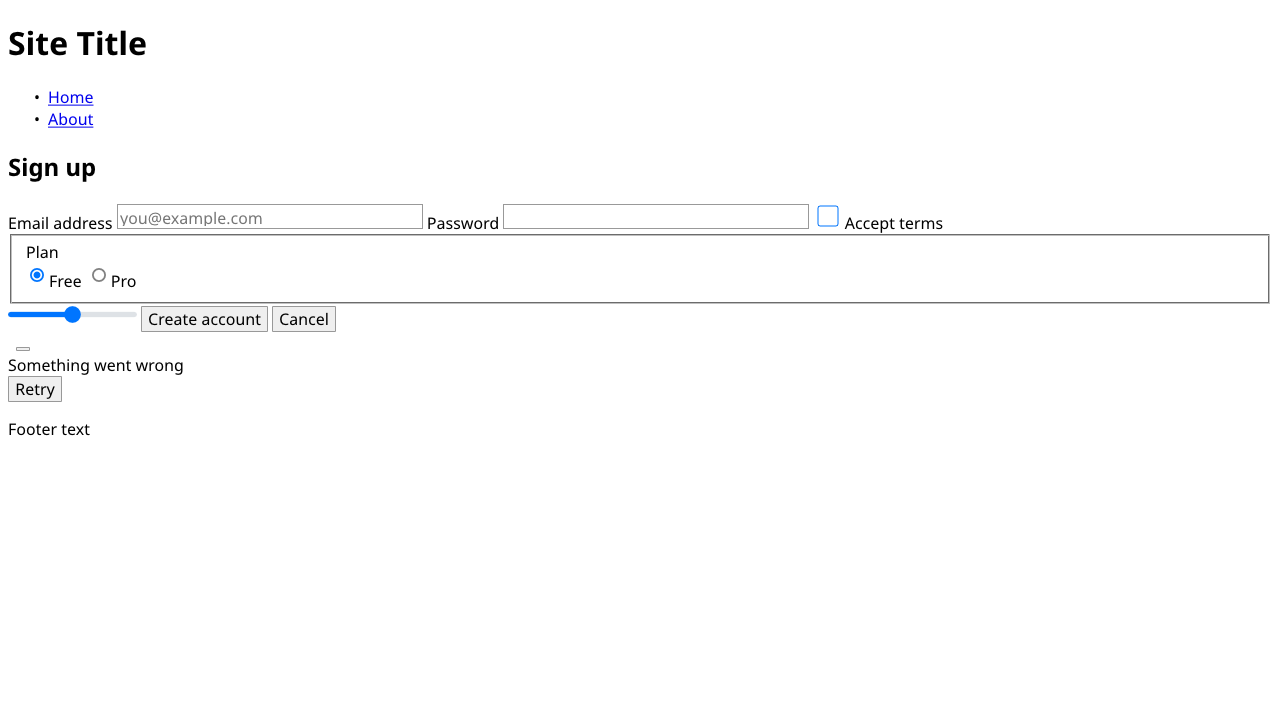 Site Title
Home
About
Sign up
Email address you@example.com Password Accept terms
Plan
Free Pro
Create account Cancel
Something went wrong
Retry
Footer text